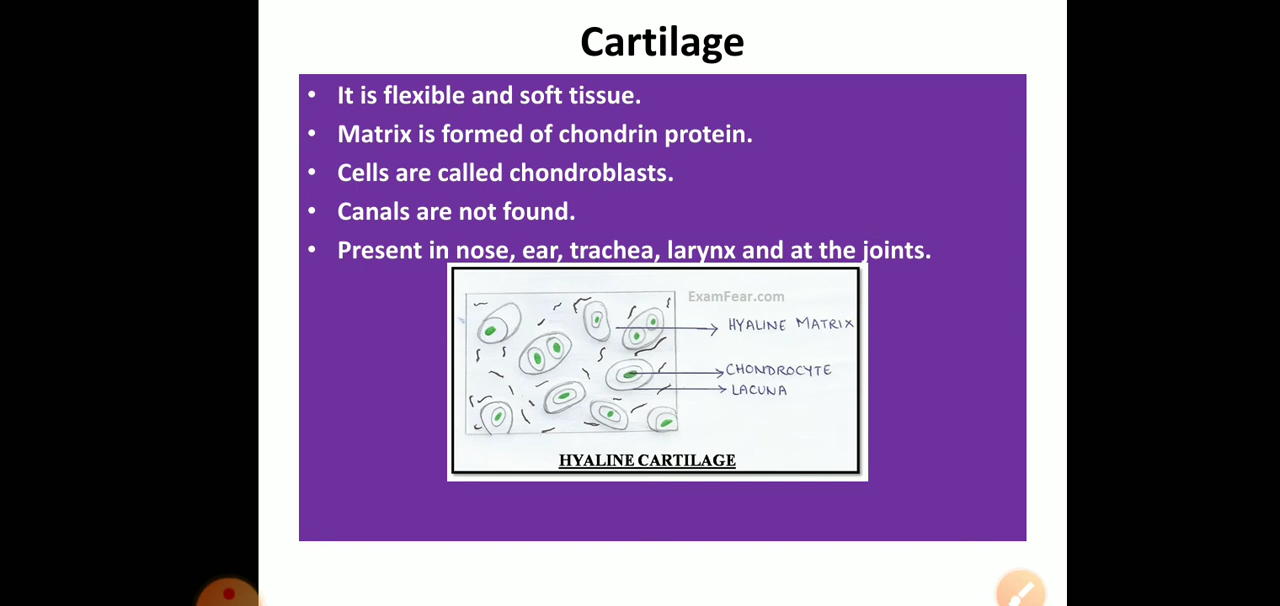 Cartilage
• It is flexible and soft tissue.
• Matrix is formed of chondrin protein.
• Cells are called chondroblasts.
• Canals are not found.
• Present in nose, ear, trachea, larynx and at the joints.
ExamFear.com
HYALINE MATRIX
CHONDROCYTE
LACUNA
HYALINE CARTILAGE